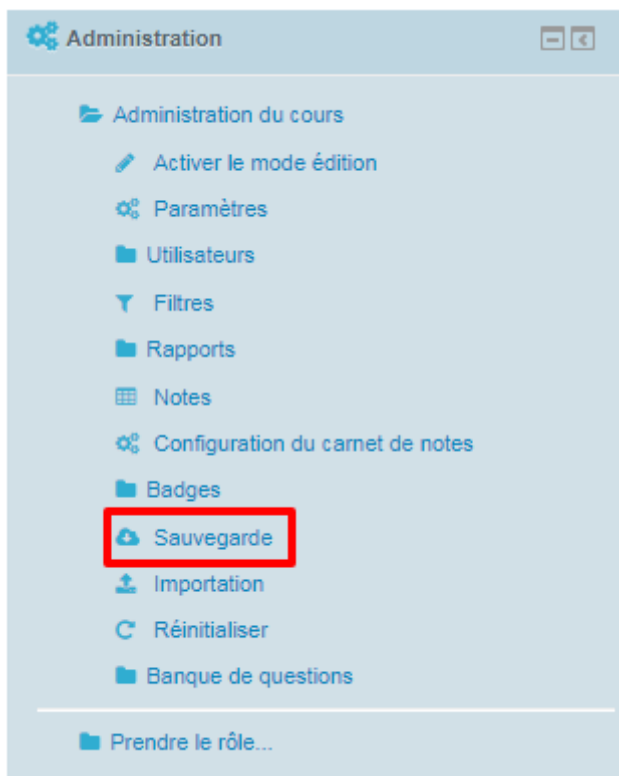 Administration
Administration du cours
Activer le mode édition
Paramètres
Utilisateurs
Filtres
Rapports
Notes
Configuration du carnet de notes
Badges
Sauvegarde
Importation
Réinitialiser
Banque de questions
Prendre le rôle...